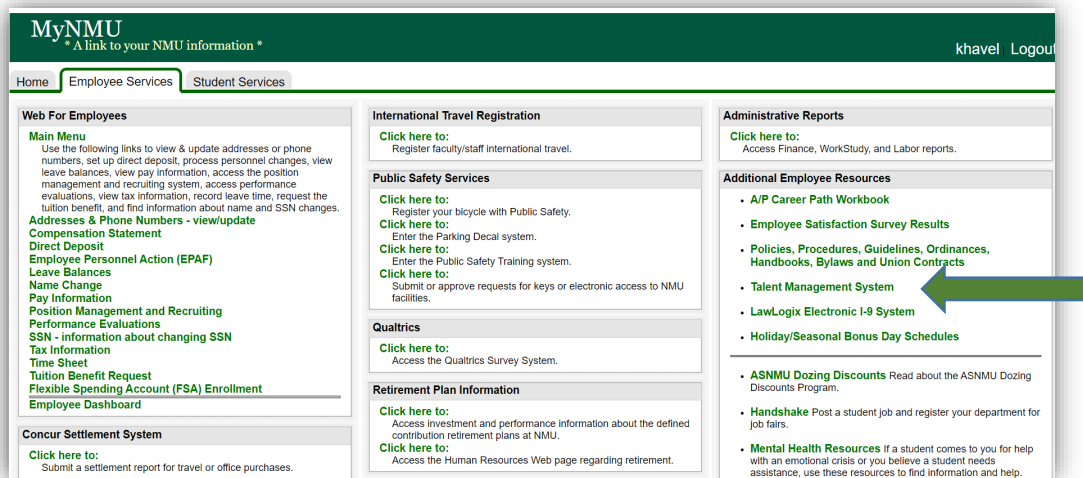 MyNMU
* A link to your NMU information *
khavel Logout
Home Employee Services Student Services
Web For Employees
Main Menu
Use the following links to view & update addresses or phone
numbers, set up direct deposit, process personnel changes, view
leave balances, view pay information, access the position
management and recruiting system, access performance
evaluations, view tax information, record leave time, request the
tuition benefit, and find information about name and SSN changes.
Addresses & Phone Numbers - view/update
Compensation Statement
Direct Deposit
Employee Personnel Action (EPAF)
Leave Balances
Name Change
Pay Information
Position Management and Recruiting
Performance Evaluations
SSN - information about changing SSN
Tax Information
Time Sheet
Tuition Benefit Request
Flexible Spending Account (FSA) Enrollment
Employee Dashboard
Concur Settlement System
Click here to:
Submit a settlement report for travel or office purchases.
International Travel Registration
Click here to:
Register faculty/staff international travel.
Public Safety Services
Click here to:
Register your bicycle with Public Safety.
Click here to:
Enter the Parking Decal system.
Click here to:
Enter the Public Safety Training system.
Click here to:
Submit or approve requests for keys or electronic access to NMU
facilities.
Qualtrics
Click here to:
Access the Qualtrics Survey System.
Retirement Plan Information
Click here to:
Access investment and performance information about the defined
contribution retirement plans at NMU.
Click here to:
Access the Human Resources Web page regarding retirement.
Administrative Reports
Click here to:
Access Finance, WorkStudy, and Labor reports.
Additional Employee Resources
• A/P Career Path Workbook
• Employee Satisfaction Survey Results
• Policies, Procedures, Guidelines, Ordinances,
Handbooks, Bylaws and Union Contracts
• Talent Management System
• LawLogix Electronic I-9 System
• Holiday/Seasonal Bonus Day Schedules
• ASNMU Dozing Discounts Read about the ASNMU Dozing
Discounts Program.
• Handshake Post a student job and register your department for
job fairs.
• Mental Health Resources If a student comes to you for help
with an emotional crisis or you believe a student needs
assistance, use these resources to find information and help.